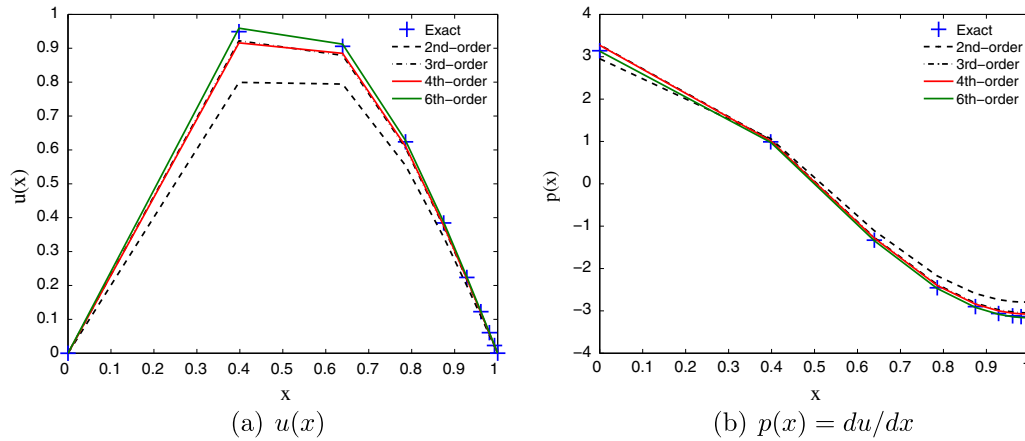 1
0.9
0.8
0.7
0.6
0.5
0.4
0.3
0.2
0.1
0
u(x)
0.1 0.2 0.3 0.4 0.5 0.6 0.7 0.8 0.9 1
x
Exact
2nd−order
3rd−order
4th−order
6th−order
(a) u(x)
4
3
2
1
0
−1
−2
−3
−4
p(x)
0 0.1 0.2 0.3 0.4 0.5 0.6 0.7 0.8 0.9
x
Exact
2nd−order
3rd−order
4th−order
6th−order
(b) p(x) = du/dx